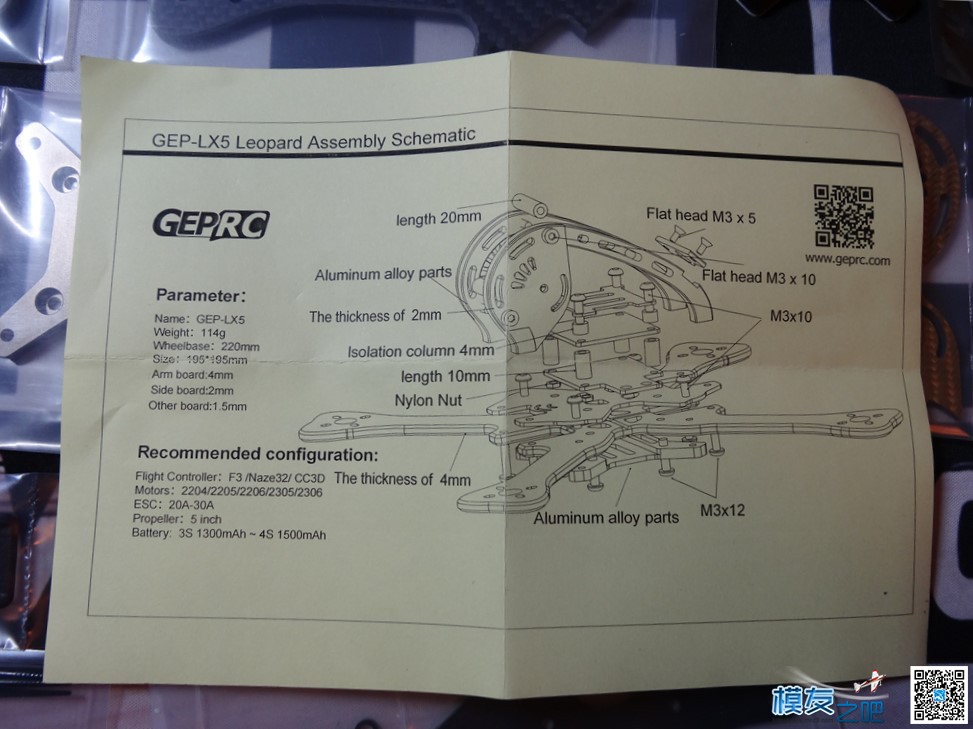 GEP-LX5 Leopard Assembly Schematic
GEPRC
length 20mm
Flat head M3 x 5
www.geprc.com
Aluminum alloy parts
Flat head M3 x 10
Parameter:
The thickness of 2mm
M3x10
Name: GEP-LX5
Weight: 114g
Wheelbase: 220mm
Size: 195*195mm
Arm board:4mm
Side board:2mm
Other board:1.5mm
Isolation column 4mm
length 10mm
Nylon Nut
Recommended configuration:
Flight Controller: F3 /Naze32/ CC3D
Motors: 2204/2205/2206/2305/2306
ESC: 20A-30A
Propeller: 5 inch
Battery: 3S 1300mAh ~ 4S 1500mAh
The thickness of 4mm
Aluminum alloy parts
M3x12
模友之吧